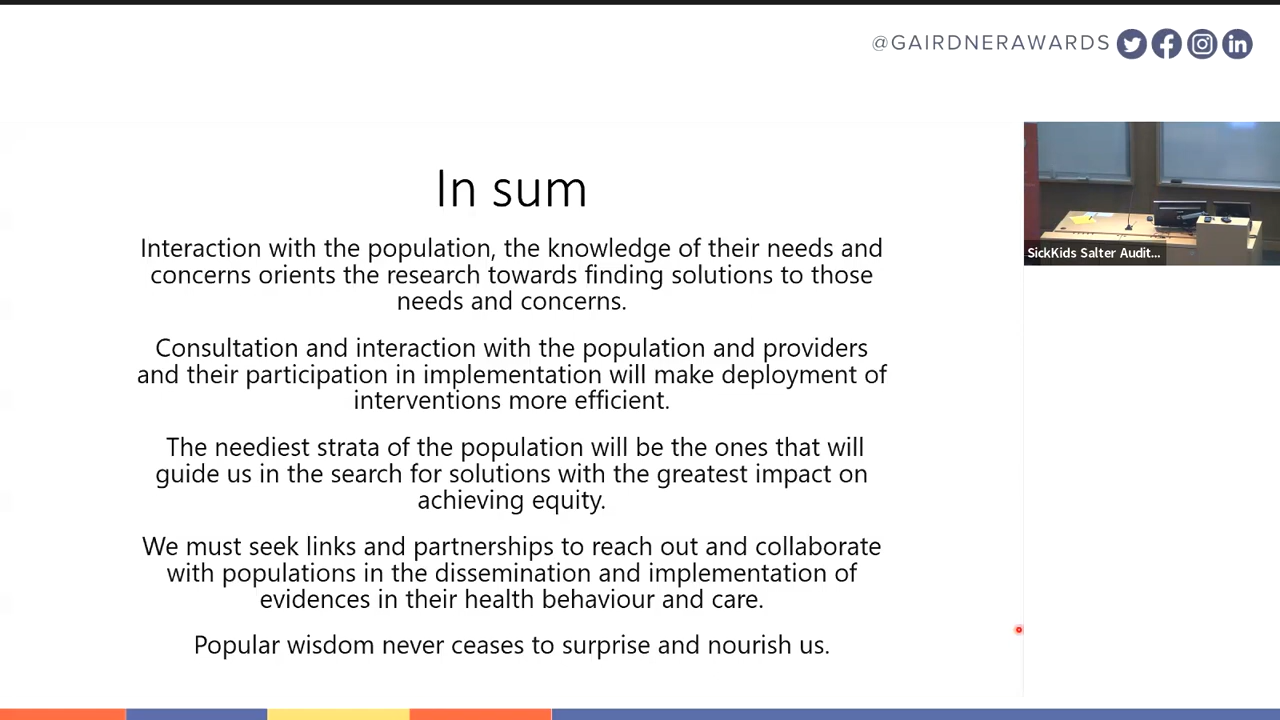 @GAIRDNERAWARDS
In sum
Interaction with the population, the knowledge of their needs and
concerns orients the research towards finding solutions to those
needs and concerns.
Consultation and interaction with the population and providers
and their participation in implementation will make deployment of
interventions more efficient.
The neediest strata of the population will be the ones that will
guide us in the search for solutions with the greatest impact on
achieving equity.
We must seek links and partnerships to reach out and collaborate
with populations in the dissemination and implementation of
evidences in their health behaviour and care.
Popular wisdom never ceases to surprise and nourish us.
SickKids Salter Audit...